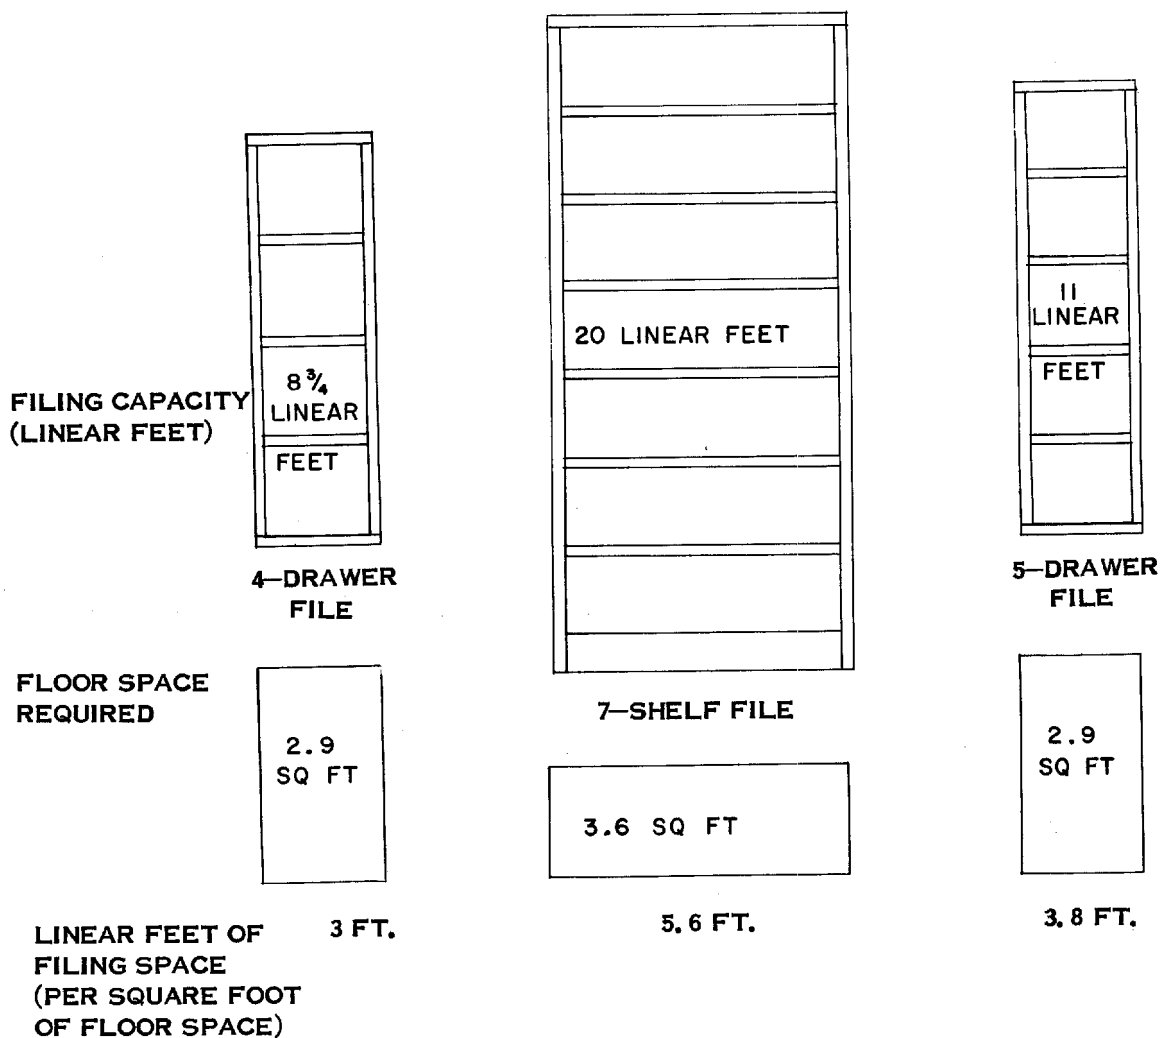 FILING CAPACITY
(LINEAR FEET)
8 3/4
LINEAR
FEET
4—DRAWER
FILE
20 LINEAR FEET
7—SHELF FILE
11
LINEAR
FEET
5—DRAWER
FILE
FLOOR SPACE
REQUIRED
2.9
SQ FT
3.6 SQ FT
2.9
SQ FT
LINEAR FEET OF
FILING SPACE
(PER SQUARE FOOT
OF FLOOR SPACE)
3 FT.
5.6 FT.
3.8 FT.